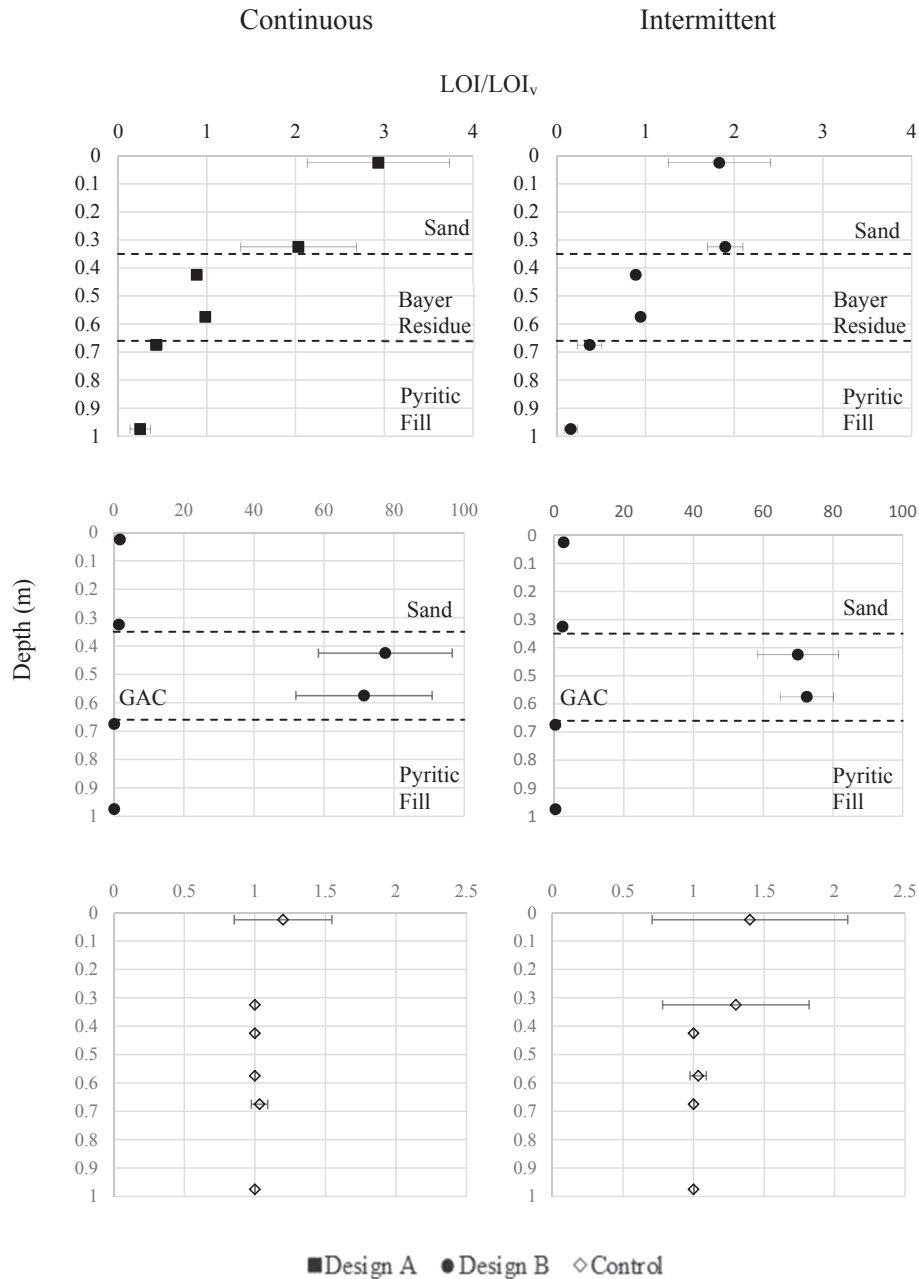 Continuous Intermittent
LOI/LOIv
0 1 2 3 4 0 1 2 3 4
0 0
0.1 0.1
0.2 0.2
0.3 Sand 0.3 Sand
0.4 0.4
0.5 Bayer 0.5 Bayer
0.6 Residue 0.6 Residue
0.7 0.7
0.8 Pyritic 0.8 Pyritic
0.9 Fill 0.9 Fill
1 1
0 20 40 60 80 100 0 20 40 60 80 100
0 0
0.1 0.1
0.2 0.2
0.3 Sand 0.3 Sand
0.4 0.4
Depth (m)
0.5 0.5
0.6 GAC 0.6 GAC
0.7 0.7
0.8 Pyritic 0.8 Pyritic
0.9 Fill 0.9 Fill
1 1
0 0.5 1 1.5 2 2.5 0 0.5 1 1.5 2 2.5
0 0
0.1 0.1
0.2 0.2
0.3 0.3
0.4 0.4
0.5 0.5
0.6 0.6
0.7 0.7
0.8 0.8
0.9 0.9
1 1
Design A Design B Control